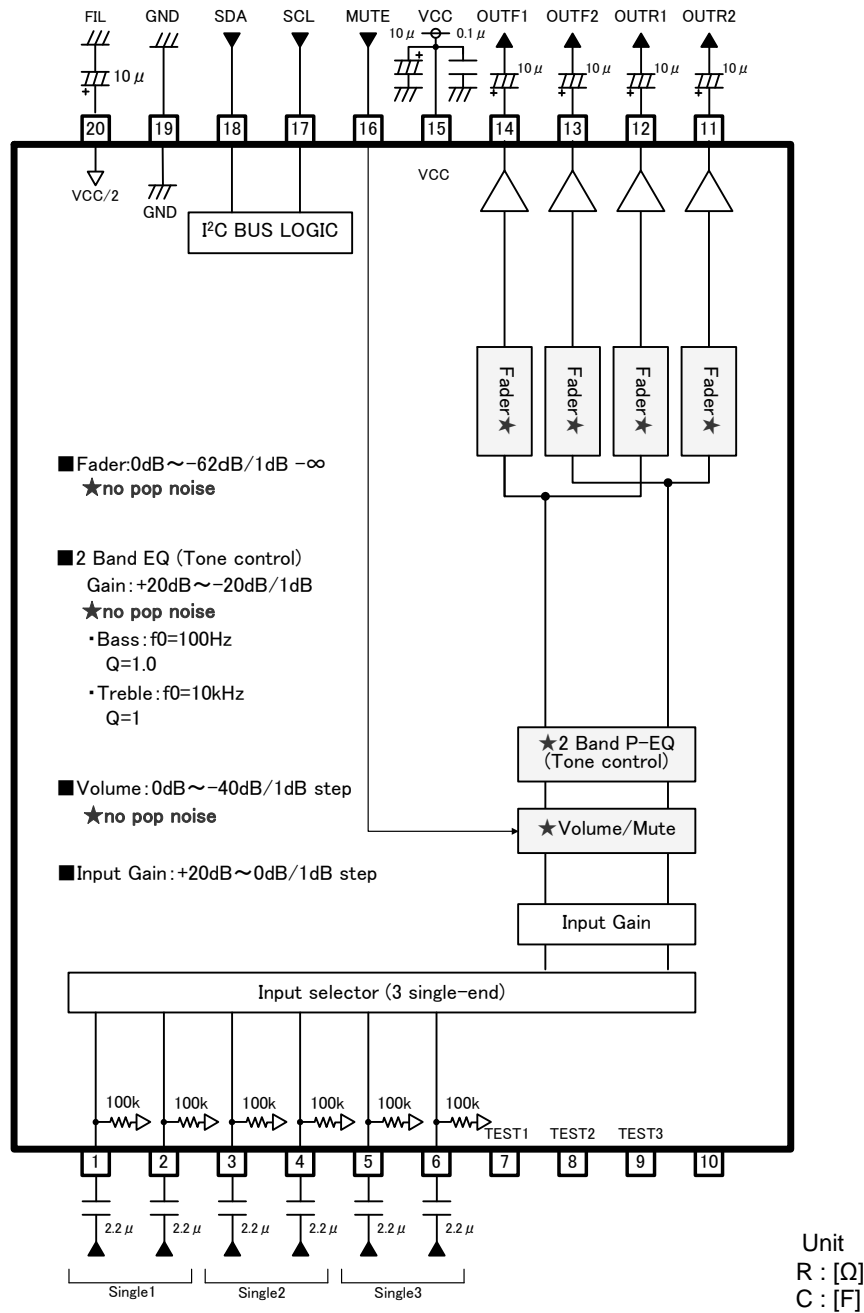 FIL GND SDA SCL MUTE VCC OUTF1 OUTF2 OUTR1 OUTR2
10μ 0.1μ
10μ 10μ 10μ 10μ 10μ
+ + + + + +
20 19 18 17 16 15 14 13 12 11
VCC/2 GND VCC
I²C BUS LOGIC
Fader★ Fader★ Fader★ Fader★
■Fader:0dB～-62dB/1dB -∞
★no pop noise
■2 Band EQ (Tone control)
Gain:+20dB～-20dB/1dB
★no pop noise
・Bass:f0=100Hz
Q=1.0
・Treble:f0=10kHz
Q=1
★2 Band P-EQ
(Tone control)
■Volume:0dB～-40dB/1dB step
★no pop noise
★Volume/Mute
■Input Gain:+20dB～0dB/1dB step
Input Gain
Input selector (3 single-end)
100k 100k 100k 100k 100k 100k
TEST1 TEST2 TEST3
1 2 3 4 5 6 7 8 9 10
2.2μ 2.2μ 2.2μ 2.2μ 2.2μ 2.2μ
Single1 Single2 Single3
Unit
R : [Ω]
C : [F]